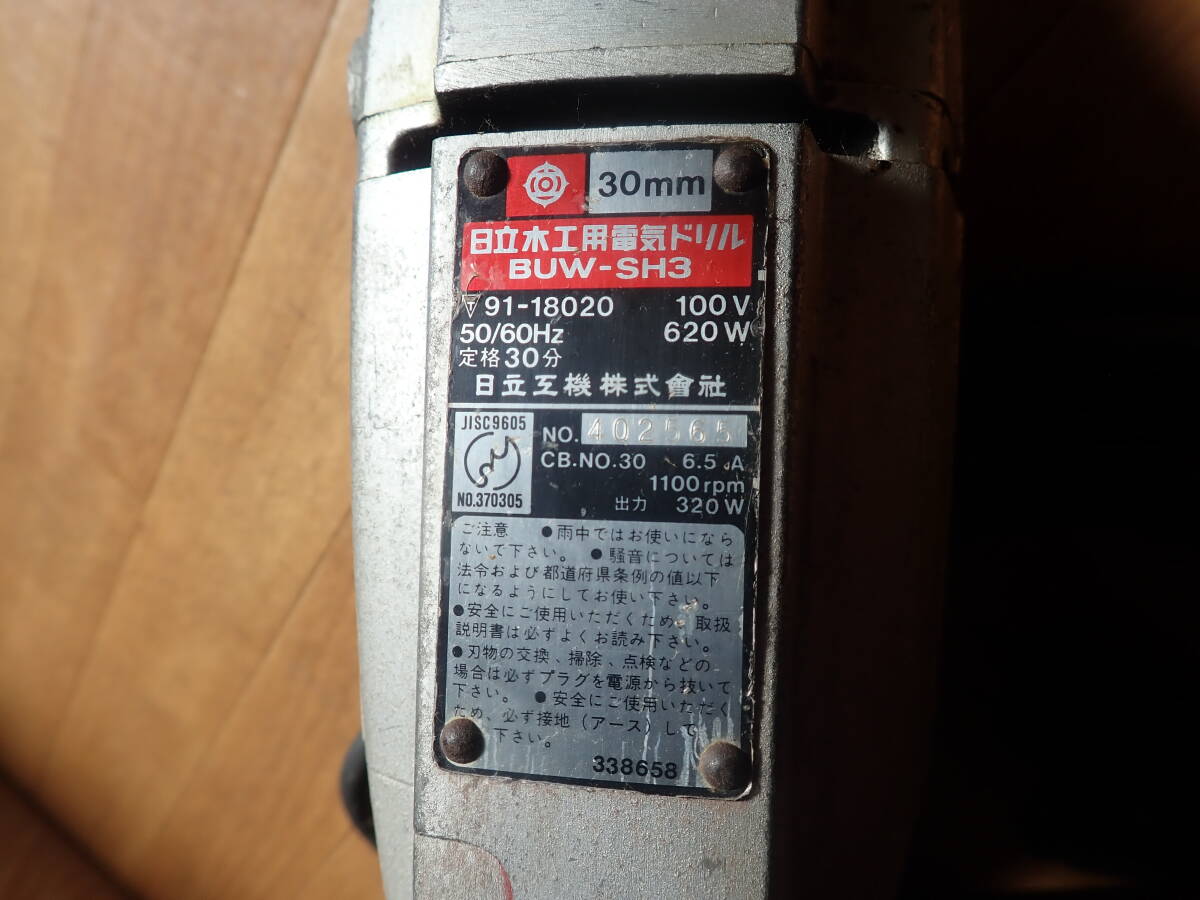 30mm
日立木工用電気ドリル
BUW-SH3
91-18020 100V
50/60Hz 620W
定格30分
日立工機株式會社
JISC9605
NO.370305
NO. 402565
CB.NO.30 6.5A
1100rpm
出力 320W
ご注意 ●雨中ではお使いになら
ないで下さい。 ●騒音については
法令および都道府県条例の値以下
になるようにしてお使い下さい。
●安全にご使用いただくため、取扱
説明書は必ずよくお読み下さい。
●刃物の交換、掃除、点検などの
場合は必ずプラグを電源から抜いて
下さい。 ●安全にご使用いただく
ため、必ず接地(アース)して
下さい。
338658